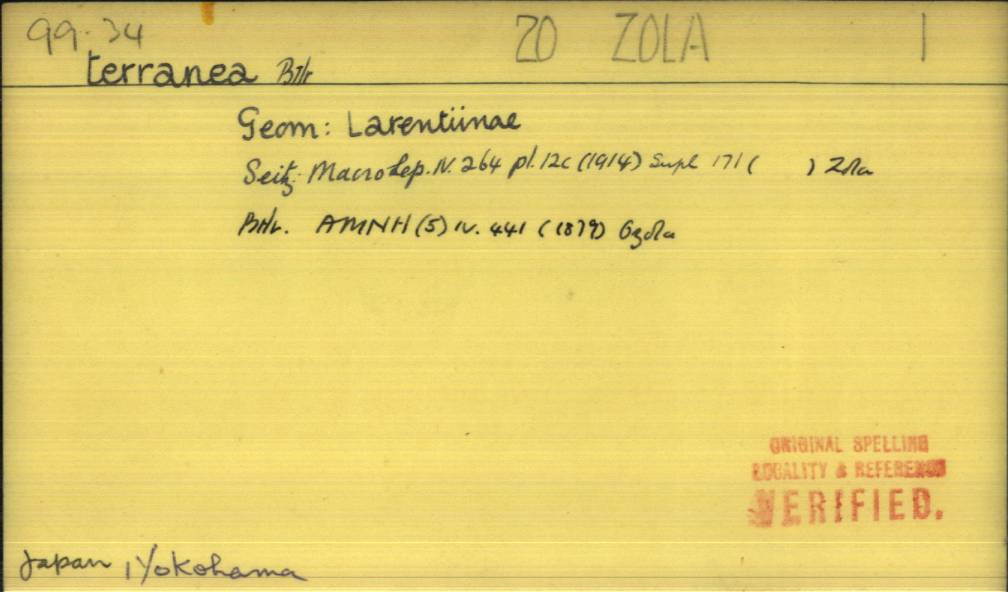 99.34 ZO ZOLA 1
terranea Btlr
Geom: Larentiinae
Seitz. Macrolep. IV. 264 pl. 12c (1914) Supl 171 ( ) Zola
Btlr. AMNH (5) IV. 441 (1879) Ozola
ORIGINAL SPELLING
LOCALITY & REFERENCE
VERIFIED.
Japan, Yokohama